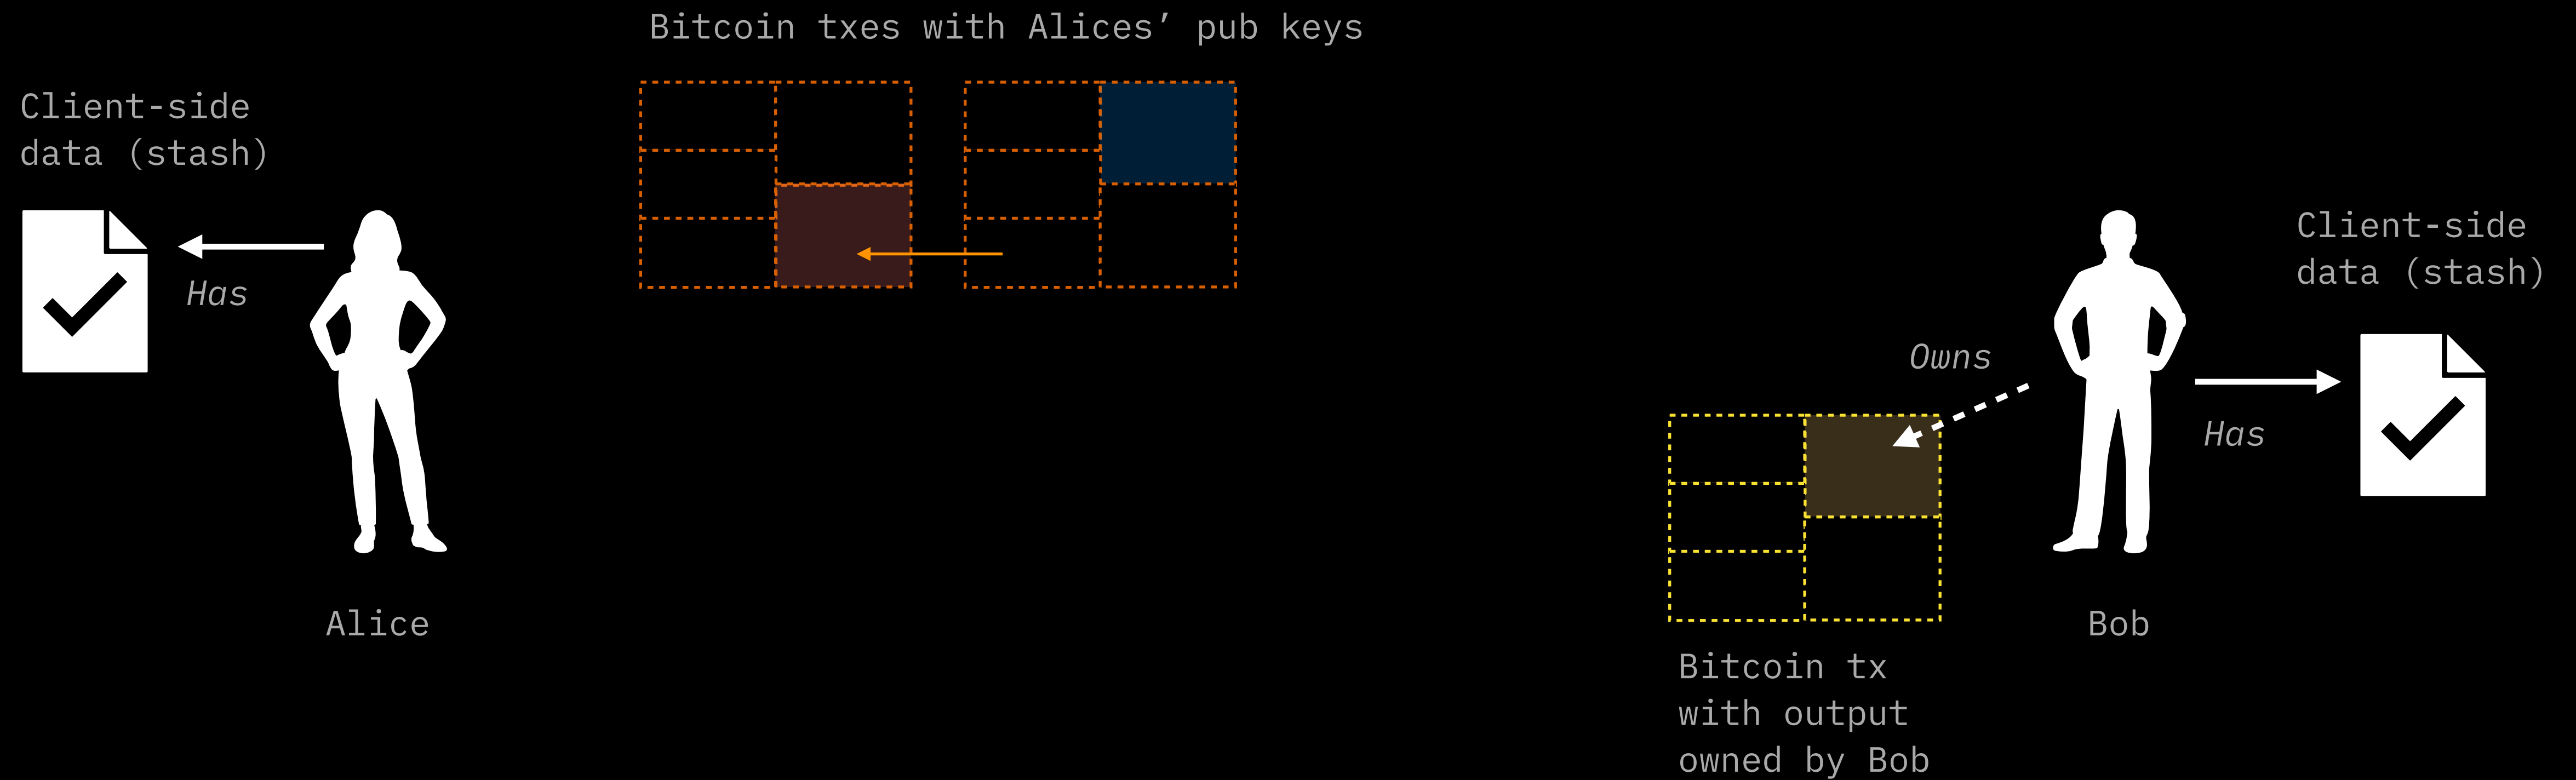 Bitcoin txes with Alices’ pub keys
Client-side
data (stash)
Has
Alice
Client-side
data (stash)
Owns
Has
Bob
Bitcoin tx
with output
owned by Bob